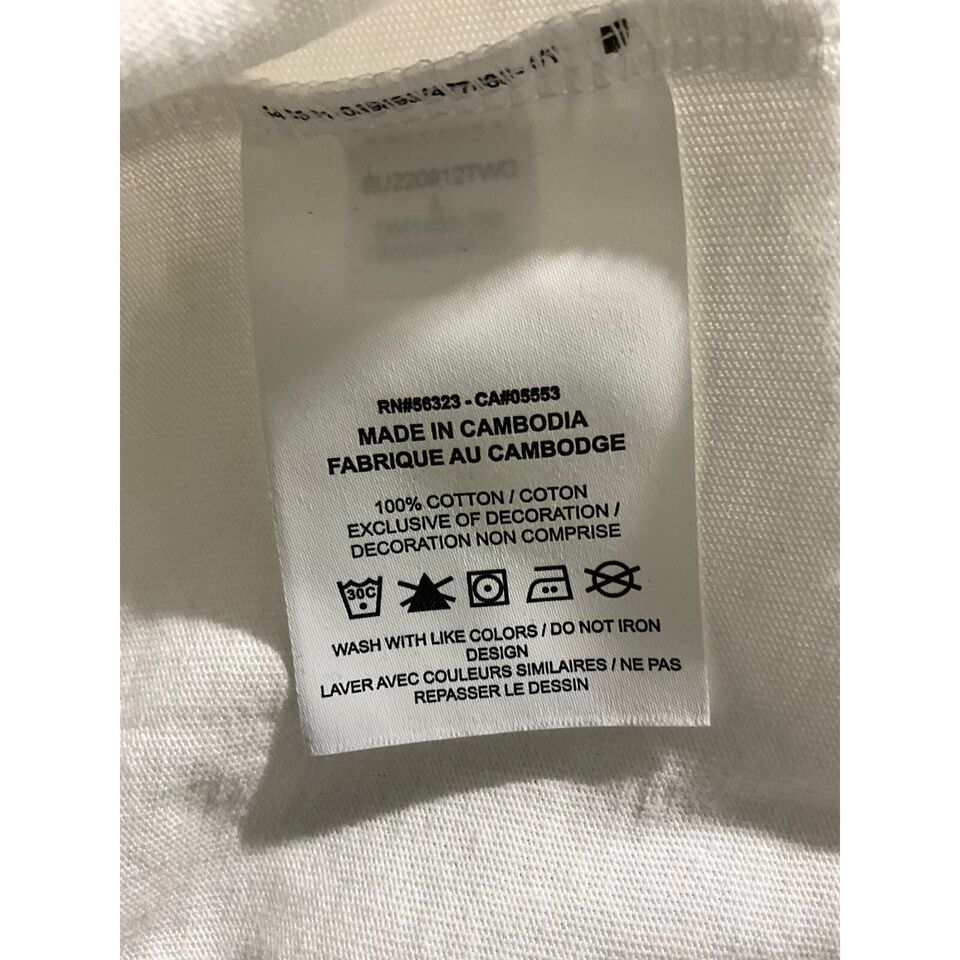 RN#56323 - CA#05553
MADE IN CAMBODIA
FABRIQUE AU CAMBODGE
100% COTTON / COTON
EXCLUSIVE OF DECORATION /
DECORATION NON COMPRISE
30C
WASH WITH LIKE COLORS / DO NOT IRON
DESIGN
LAVER AVEC COULEURS SIMILAIRES / NE PAS
REPASSER LE DESSIN